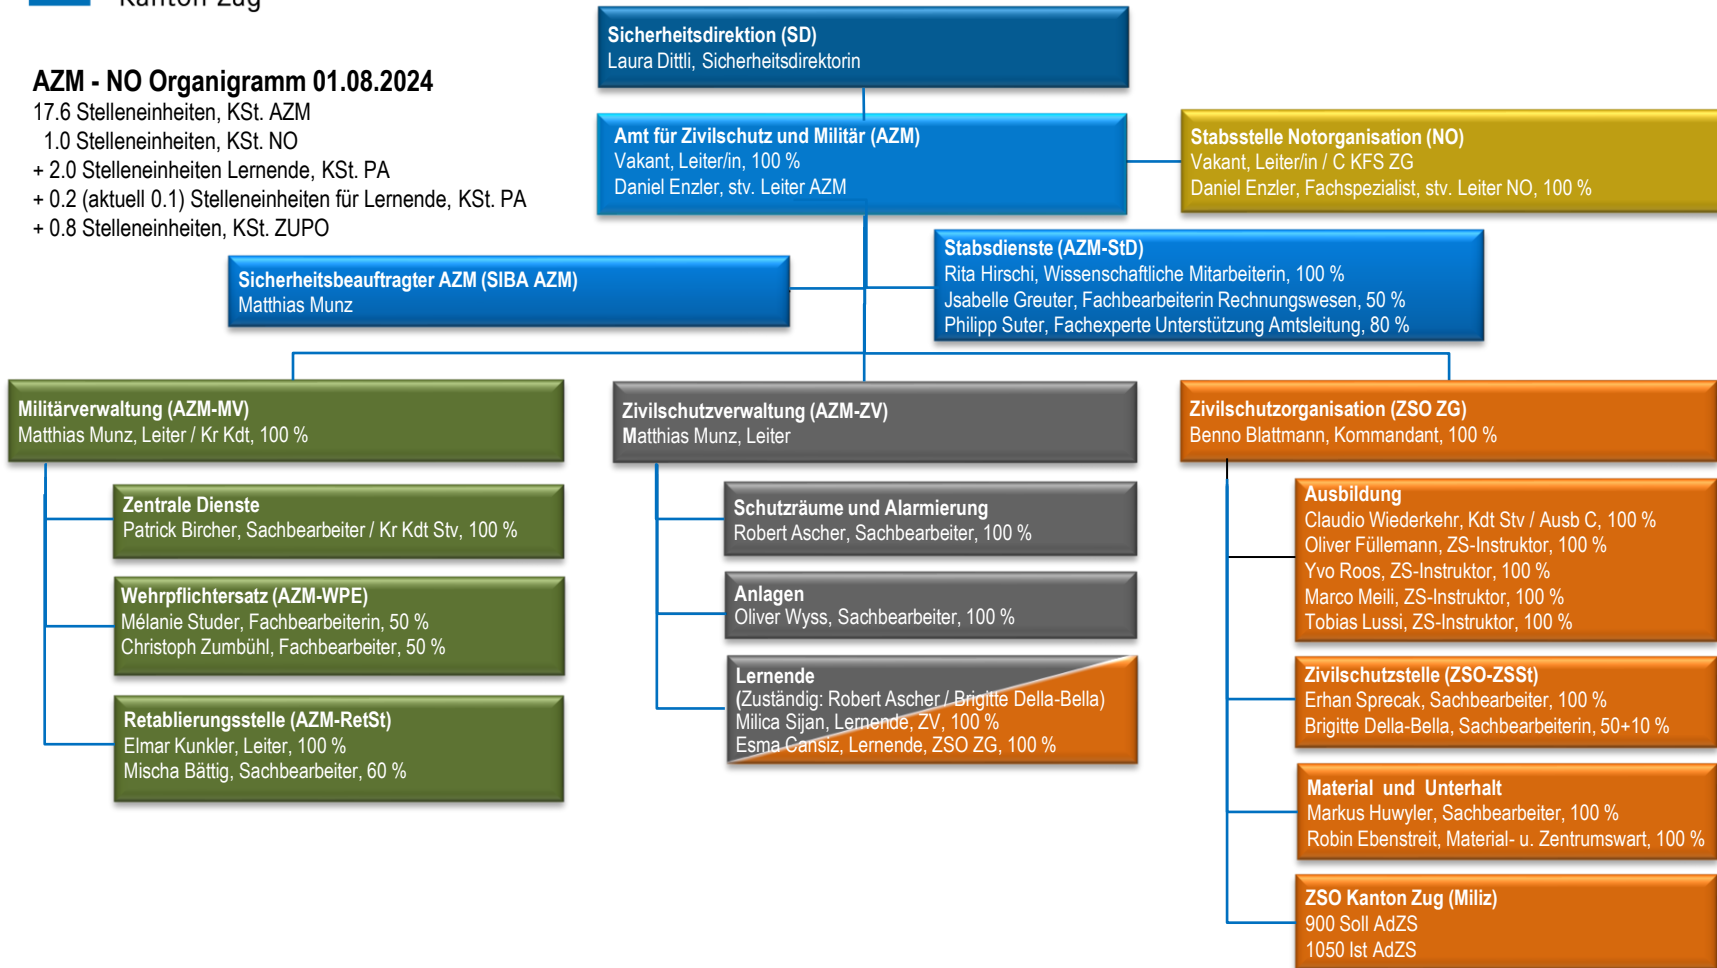 Kanton Zug
AZM - NO Organigramm 01.08.2024
17.6 Stelleneinheiten, KSt. AZM
1.0 Stelleneinheiten, KSt. NO
+ 2.0 Stelleneinheiten Lernende, KSt. PA
+ 0.2 (aktuell 0.1) Stelleneinheiten für Lernende, KSt. PA
+ 0.8 Stelleneinheiten, KSt. ZUPO
Sicherheitsdirektion (SD)
Laura Dittli, Sicherheitsdirektorin
Amt für Zivilschutz und Militär (AZM)
Vakant, Leiter/in, 100 %
Daniel Enzler, stv. Leiter AZM
Stabsstelle Notorganisation (NO)
Vakant, Leiter/in / C KFS ZG
Daniel Enzler, Fachspezialist, stv. Leiter NO, 100 %
Sicherheitsbeauftragter AZM (SIBA AZM)
Matthias Munz
Stabsdienste (AZM-StD)
Rita Hirschi, Wissenschaftliche Mitarbeiterin, 100 %
Jsabelle Greuter, Fachbearbeiterin Rechnungswesen, 50 %
Philipp Suter, Fachexperte Unterstützung Amtsleitung, 80 %
Militärverwaltung (AZM-MV)
Matthias Munz, Leiter / Kr Kdt, 100 %
Zentrale Dienste
Patrick Bircher, Sachbearbeiter / Kr Kdt Stv, 100 %
Wehrpflichtersatz (AZM-WPE)
Mélanie Studer, Fachbearbeiterin, 50 %
Christoph Zumbühl, Fachbearbeiter, 50 %
Retablierungsstelle (AZM-RetSt)
Elmar Kunkler, Leiter, 100 %
Mischa Bättig, Sachbearbeiter, 60 %
Zivilschutzverwaltung (AZM-ZV)
Matthias Munz, Leiter
Schutzräume und Alarmierung
Robert Ascher, Sachbearbeiter, 100 %
Anlagen
Oliver Wyss, Sachbearbeiter, 100 %
Lernende
(Zuständig: Robert Ascher / Brigitte Della-Bella)
Milica Sijan, Lernende, ZV, 100 %
Esma Cansiz, Lernende, ZSO ZG, 100 %
Zivilschutzorganisation (ZSO ZG)
Benno Blattmann, Kommandant, 100 %
Ausbildung
Claudio Wiederkehr, Kdt Stv / Ausb C, 100 %
Oliver Füllemann, ZS-Instruktor, 100 %
Yvo Roos, ZS-Instruktor, 100 %
Marco Meili, ZS-Instruktor, 100 %
Tobias Lussi, ZS-Instruktor, 100 %
Zivilschutzstelle (ZSO-ZSSt)
Erhan Sprecak, Sachbearbeiter, 100 %
Brigitte Della-Bella, Sachbearbeiterin, 50+10 %
Material und Unterhalt
Markus Huwyler, Sachbearbeiter, 100 %
Robin Ebenstreit, Material- u. Zentrumswart, 100 %
ZSO Kanton Zug (Miliz)
900 Soll AdZS
1050 Ist AdZS